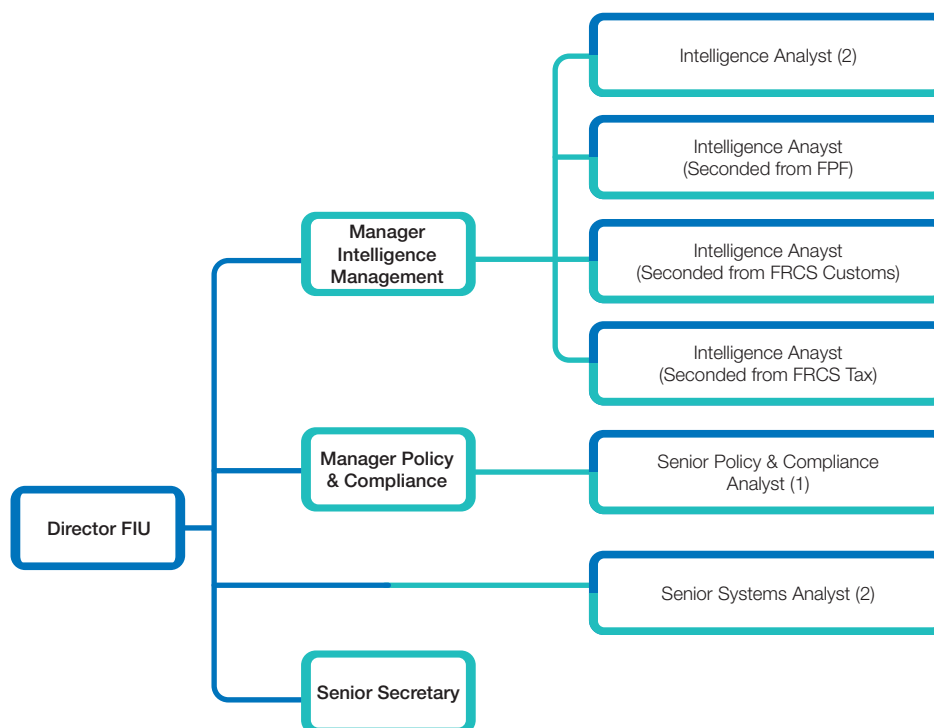 Intelligence Analyst (2)
Intelligence Anayst
(Seconded from FPF)
Manager
Intelligence
Management
Intelligence Anayst
(Seconded from FRCS Customs)
Intelligence Anayst
(Seconded from FRCS Tax)
Manager Policy
& Compliance
Senior Policy & Compliance
Analyst (1)
Director FIU
Senior Systems Analyst (2)
Senior Secretary